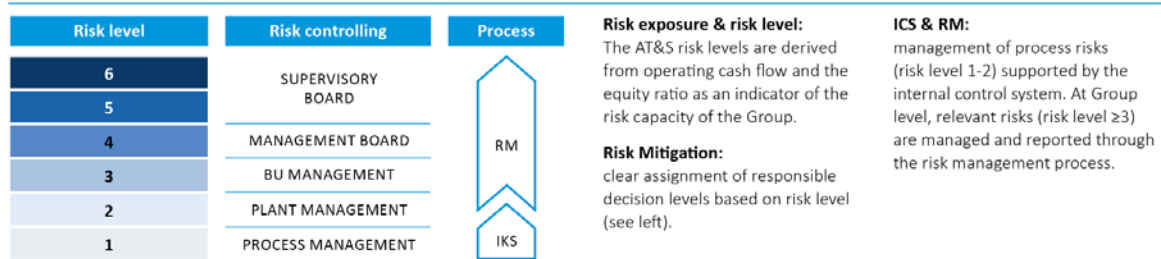 Risk level
Risk controlling
Process
6
5
4
3
2
1
SUPERVISORY
BOARD
MANAGEMENT BOARD
BU MANAGEMENT
PLANT MANAGEMENT
PROCESS MANAGEMENT
RM
IKS
Risk exposure & risk level:
The AT&S risk levels are derived
from operating cash flow and the
equity ratio as an indicator of the
risk capacity of the Group.
Risk Mitigation:
clear assignment of responsible
decision levels based on risk level
(see left).
ICS & RM:
management of process risks
(risk level 1-2) supported by the
internal control system. At Group
level, relevant risks (risk level ≥3)
are managed and reported through
the risk management process.